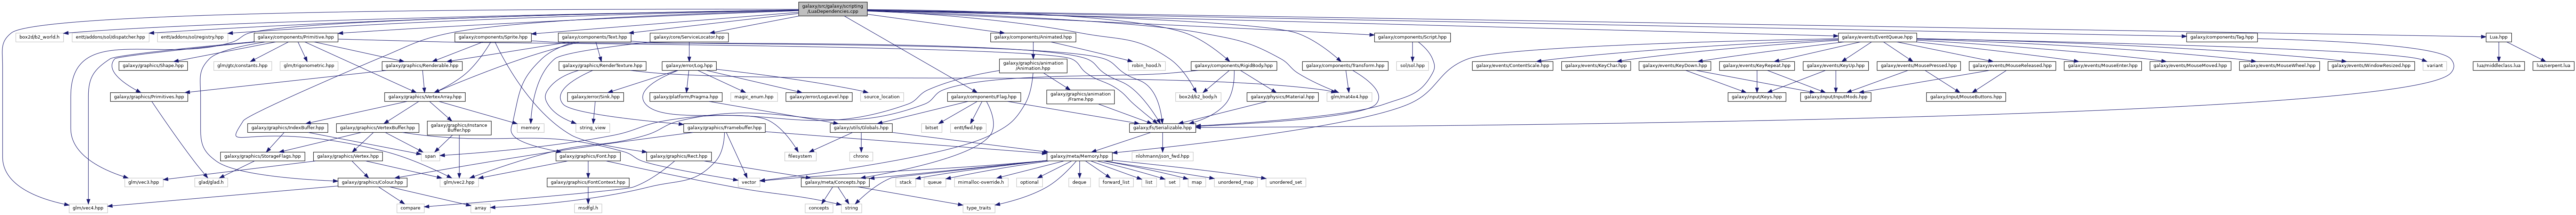 galaxy/src/galaxy/scripting
/LuaDependencies.cpp
box2d/b2_world.h
entt/addons/sol/dispatcher.hpp
entt/addons/sol/registry.hpp
galaxy/components/Primitive.hpp
galaxy/components/Sprite.hpp
galaxy/components/Text.hpp
galaxy/core/ServiceLocator.hpp
galaxy/components/Animated.hpp
galaxy/components/Script.hpp
galaxy/events/EventQueue.hpp
galaxy/components/Tag.hpp
Lua.hpp
galaxy/graphics/Shape.hpp
glm/gtc/constants.hpp
glm/trigonometric.hpp
galaxy/graphics/Renderable.hpp
galaxy/graphics/RenderTexture.hpp
galaxy/error/Log.hpp
galaxy/graphics/animation
/Animation.hpp
robin_hood.h
galaxy/components/RigidBody.hpp
galaxy/components/Transform.hpp
sol/sol.hpp
galaxy/events/ContentScale.hpp
galaxy/events/KeyChar.hpp
galaxy/events/KeyDown.hpp
galaxy/events/KeyRepeat.hpp
galaxy/events/KeyUp.hpp
galaxy/events/MousePressed.hpp
galaxy/events/MouseReleased.hpp
galaxy/events/MouseEnter.hpp
galaxy/events/MouseMoved.hpp
galaxy/events/MouseWheel.hpp
galaxy/events/WindowResized.hpp
variant
lua/middleclass.lua
lua/serpent.lua
galaxy/graphics/Primitives.hpp
galaxy/graphics/VertexArray.hpp
galaxy/error/Sink.hpp
galaxy/platform/Pragma.hpp
magic_enum.hpp
galaxy/error/LogLevel.hpp
source_location
galaxy/components/Flag.hpp
galaxy/graphics/animation
/Frame.hpp
box2d/b2_body.h
galaxy/physics/Material.hpp
glm/mat4x4.hpp
galaxy/input/Keys.hpp
galaxy/input/InputMods.hpp
galaxy/input/MouseButtons.hpp
galaxy/graphics/IndexBuffer.hpp
galaxy/graphics/VertexBuffer.hpp
galaxy/graphics/Instance
Buffer.hpp
memory
string_view
galaxy/graphics/Framebuffer.hpp
galaxy/utils/Globals.hpp
bitset
entt/fwd.hpp
galaxy/fs/Serializable.hpp
galaxy/graphics/StorageFlags.hpp
galaxy/graphics/Vertex.hpp
span
galaxy/graphics/Font.hpp
galaxy/graphics/Rect.hpp
filesystem
chrono
galaxy/meta/Memory.hpp
nlohmann/json_fwd.hpp
glm/vec3.hpp
glad/glad.h
galaxy/graphics/Colour.hpp
glm/vec2.hpp
galaxy/graphics/FontContext.hpp
vector
galaxy/meta/Concepts.hpp
stack
queue
mimalloc-override.h
optional
deque
forward_list
list
set
map
unordered_map
unordered_set
glm/vec4.hpp
compare
array
msdfgl.h
concepts
string
type_traits